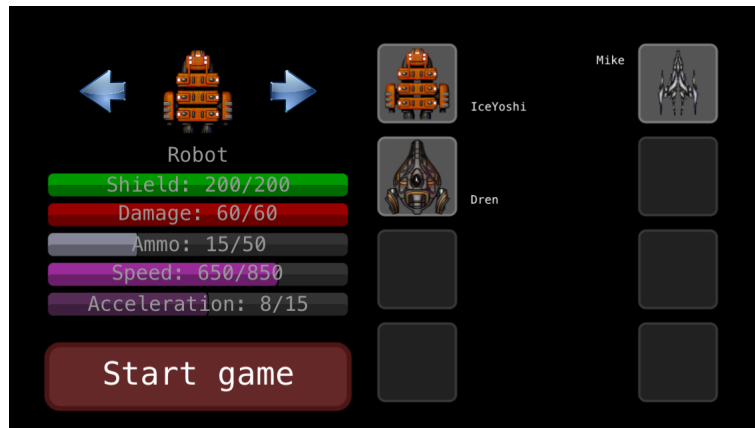 Robot
Shield: 200/200
Damage: 60/60
Ammo: 15/50
Speed: 650/850
Acceleration: 8/15
Start game
IceYoshi
Dren
Mike